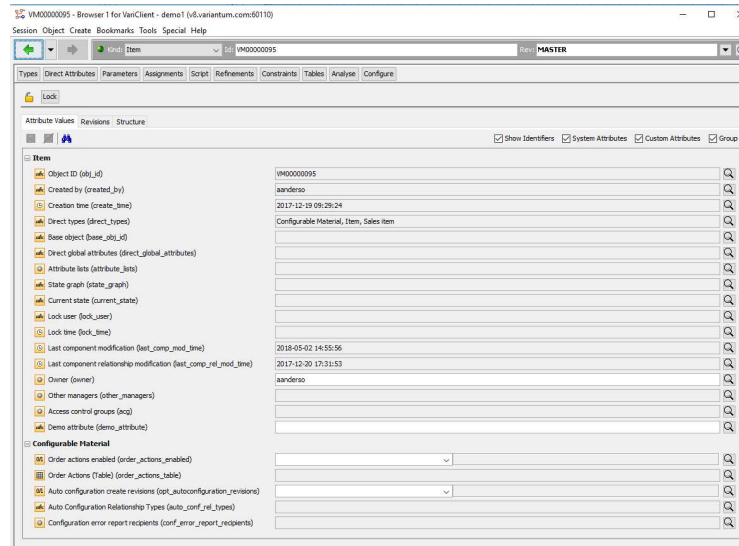 VM00000095 - Browser 1 for VariClient - demo1 (v8.variantum.com:60110)
Session Object Create Bookmarks Tools Special Help
Kind: Item Id: VM00000095 Rev: MASTER
Types Direct Attributes Parameters Assignments Script Refinements Constraints Tables Analyse Configure
Lock
Attribute Values Revisions Structure
Show Identifiers System Attributes Custom Attributes Group
Item
Object ID (obj_id) VM00000095
Created by (created_by) aanderso
Creation time (create_time) 2017-12-19 09:29:24
Direct types (direct_types) Configurable Material, Item, Sales item
Base object (base_obj_id)
Direct global attributes (direct_global_attributes)
Attribute lists (attribute_lists)
State graph (state_graph)
Current state (current_state)
Lock user (lock_user)
Lock time (lock_time)
Last component modification (last_comp_mod_time) 2018-05-02 14:55:56
Last component relationship modification (last_comp_rel_mod_time) 2017-12-20 17:31:53
Owner (owner) aanderso
Other managers (other_managers)
Access control groups (acg)
Demo attribute (demo_attribute)
Configurable Material
Order actions enabled (order_actions_enabled)
Order Actions (Table) (order_actions_table)
Auto configuration create revisions (opt_autoconfiguration_revisions)
Auto Configuration Relationship Types (auto_conf_rel_types)
Configuration error report recipients (conf_error_report_recipients)